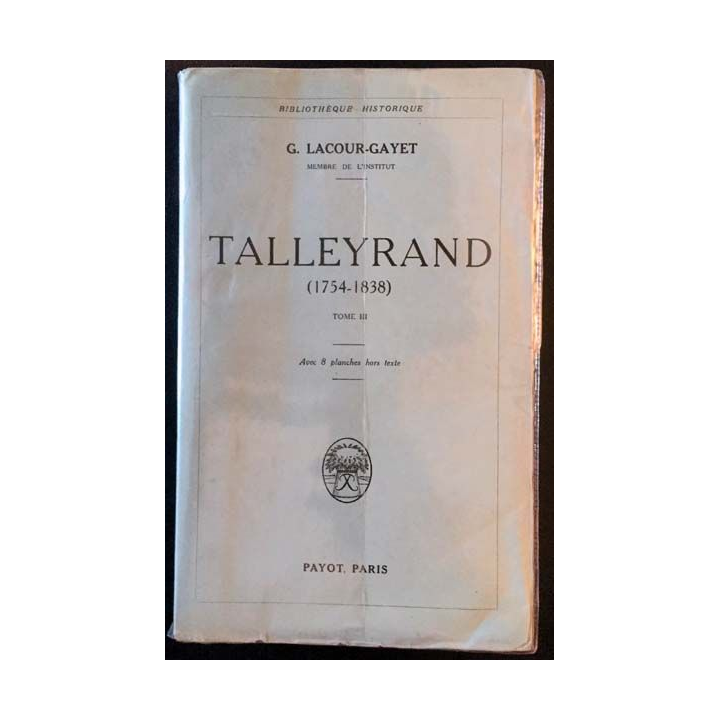 BIBLIOTHÈQUE HISTORIQUE
G. LACOUR-GAYET
MEMBRE DE L'INSTITUT
TALLEYRAND
(1754-1838)
TOME III
Avec 8 planches hors texte
PAYOT, PARIS